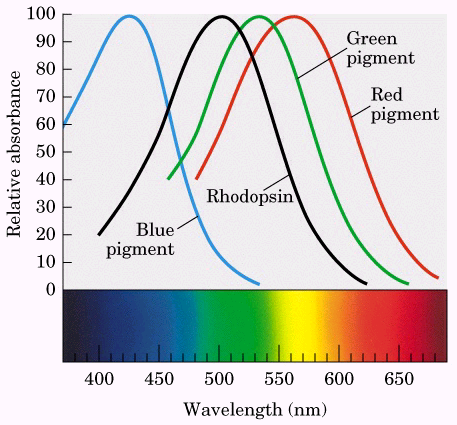 100
90
80
70
60
50
40
30
20
10
0
Relative absorbance
Green
pigment
Red
pigment
Rhodopsin
Blue
pigment
400 450 500 550 600 650
Wavelength (nm)